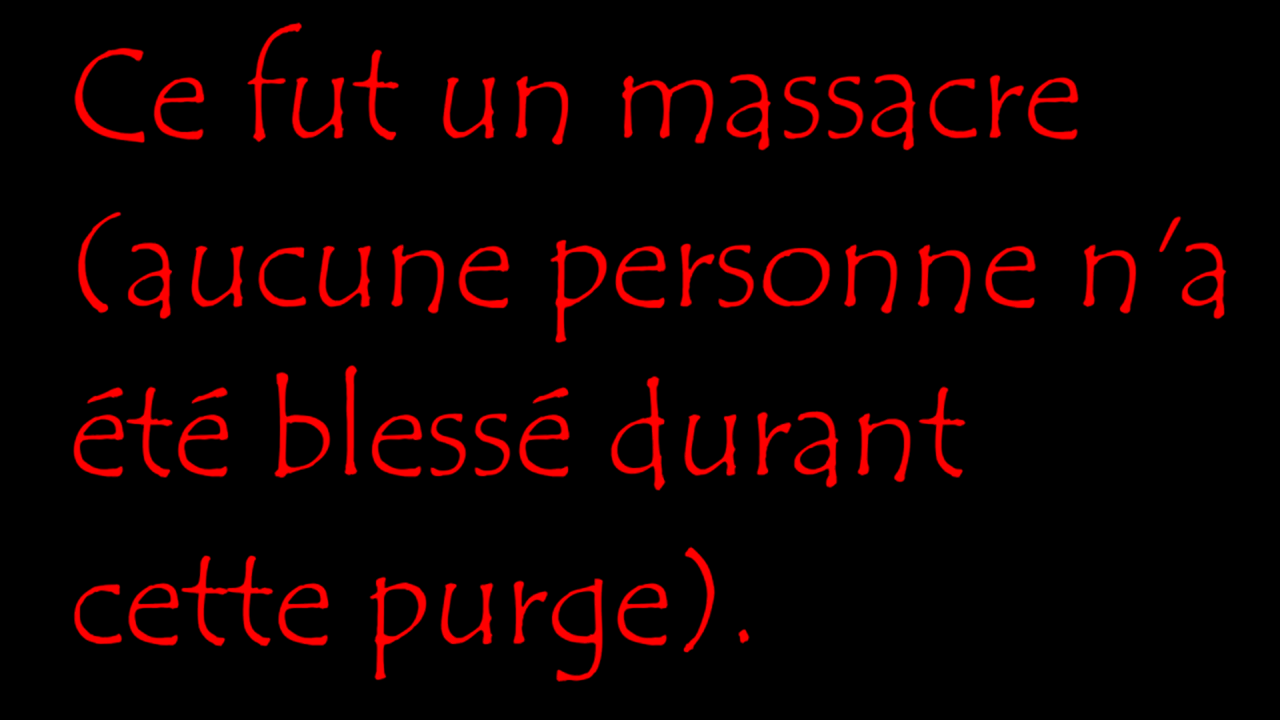 Ce fut un massacre
(aucune personne n'a
été blessé durant
cette purge).